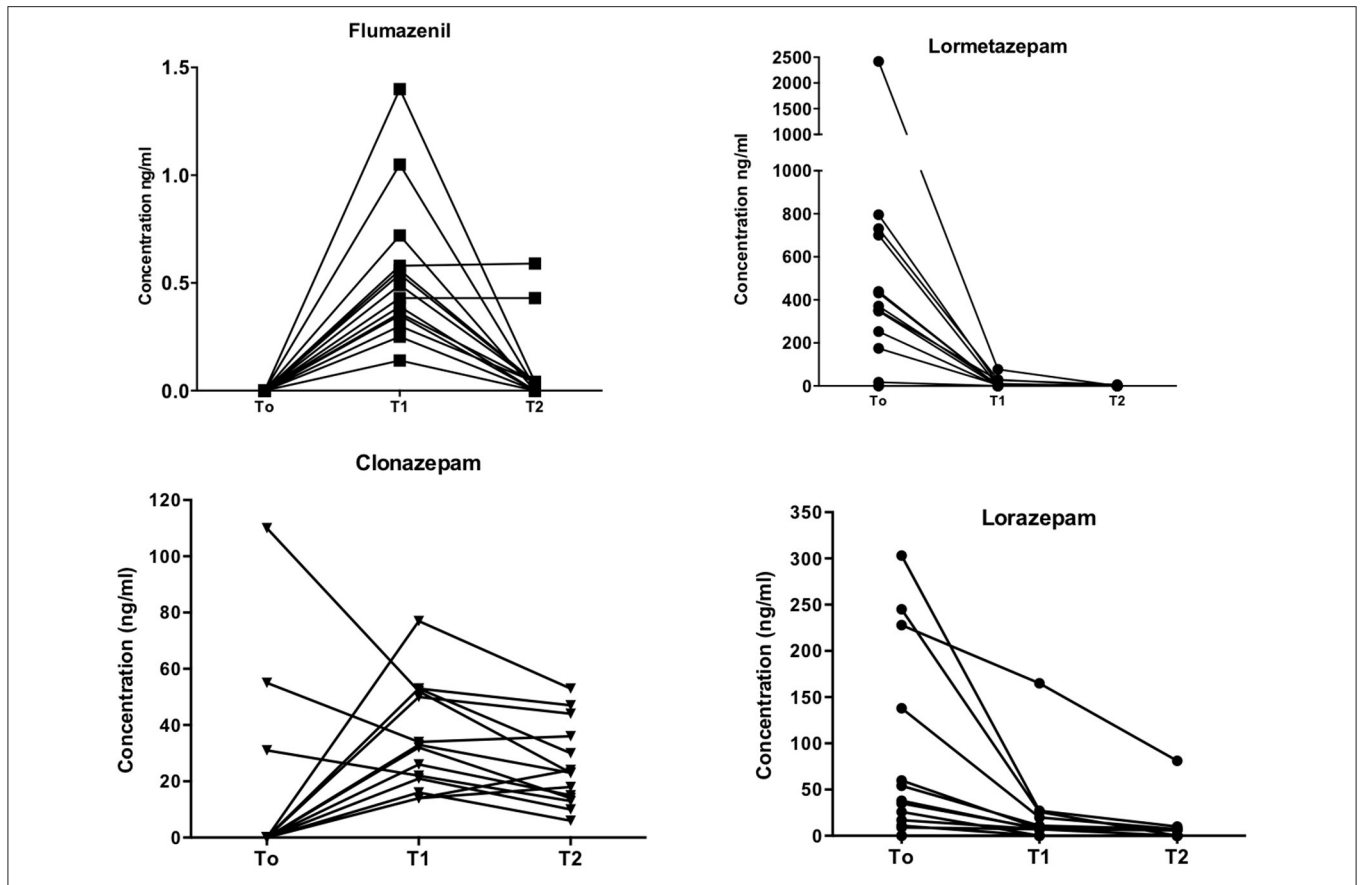 Flumazenil
1.5
1.0
0.5
0.0
Concentration ng/ml
To T1 T2
Lormetazepam
2500
2000
1500
1000
1000
800
600
400
200
0
Concentration ng/ml
To T1 T2
Clonazepam
120
100
80
60
40
20
0
Concentration (ng/ml)
To T1 T2
Lorazepam
350
300
250
200
150
100
50
0
Concentration (ng/ml)
To T1 T2